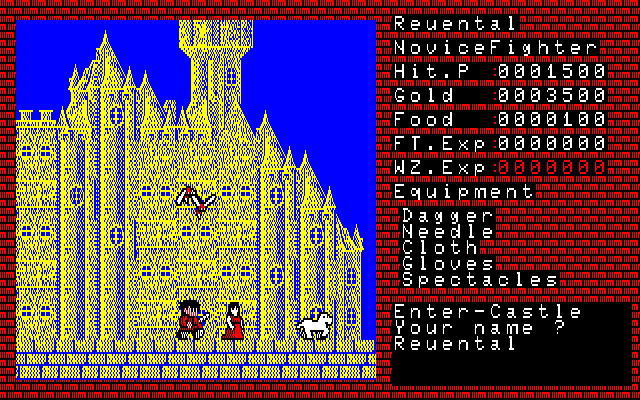 Reuental
NoviceFighter
Hit.P 0001500
Gold 0003500
Food 0000100
FT.Exp 0000000
WZ.Exp 0000000
Equipment
Dagger
Needle
Cloth
Gloves
Spectacles
Enter-Castle
Your name ?
Reuental